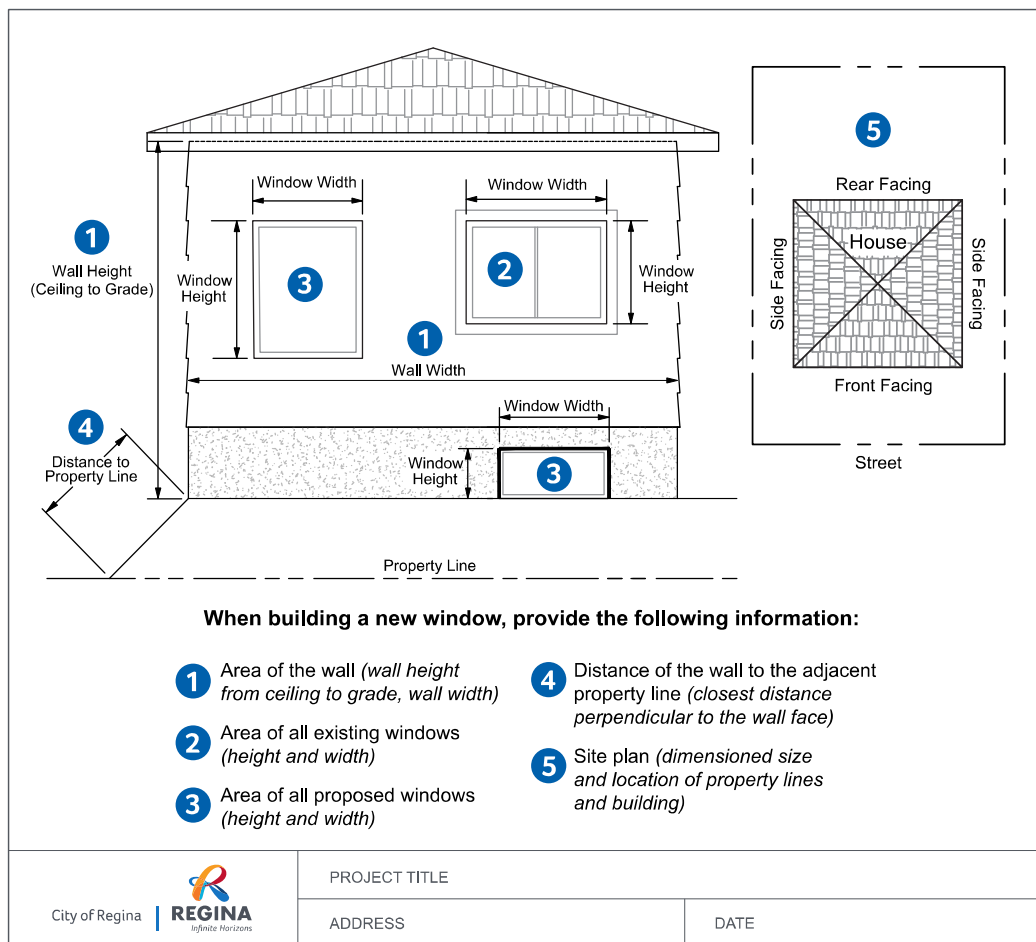 Window Width
Window Width
5
Rear Facing
1
Wall Height
(Ceiling to Grade)
Window
Height
3
2
Window
Height
House
Side Facing
Side Facing
1
Wall Width
Front Facing
4
Distance to
Property Line
Window Width
Window
Height
3
Street
Property Line
When building a new window, provide the following information:
1 Area of the wall (wall height
from ceiling to grade, wall width)
2 Area of all existing windows
(height and width)
3 Area of all proposed windows
(height and width)
4 Distance of the wall to the adjacent
property line (closest distance
perpendicular to the wall face)
5 Site plan (dimensioned size
and location of property lines
and building)
City of Regina
REGINA
Infinite Horizons
PROJECT TITLE
ADDRESS
DATE